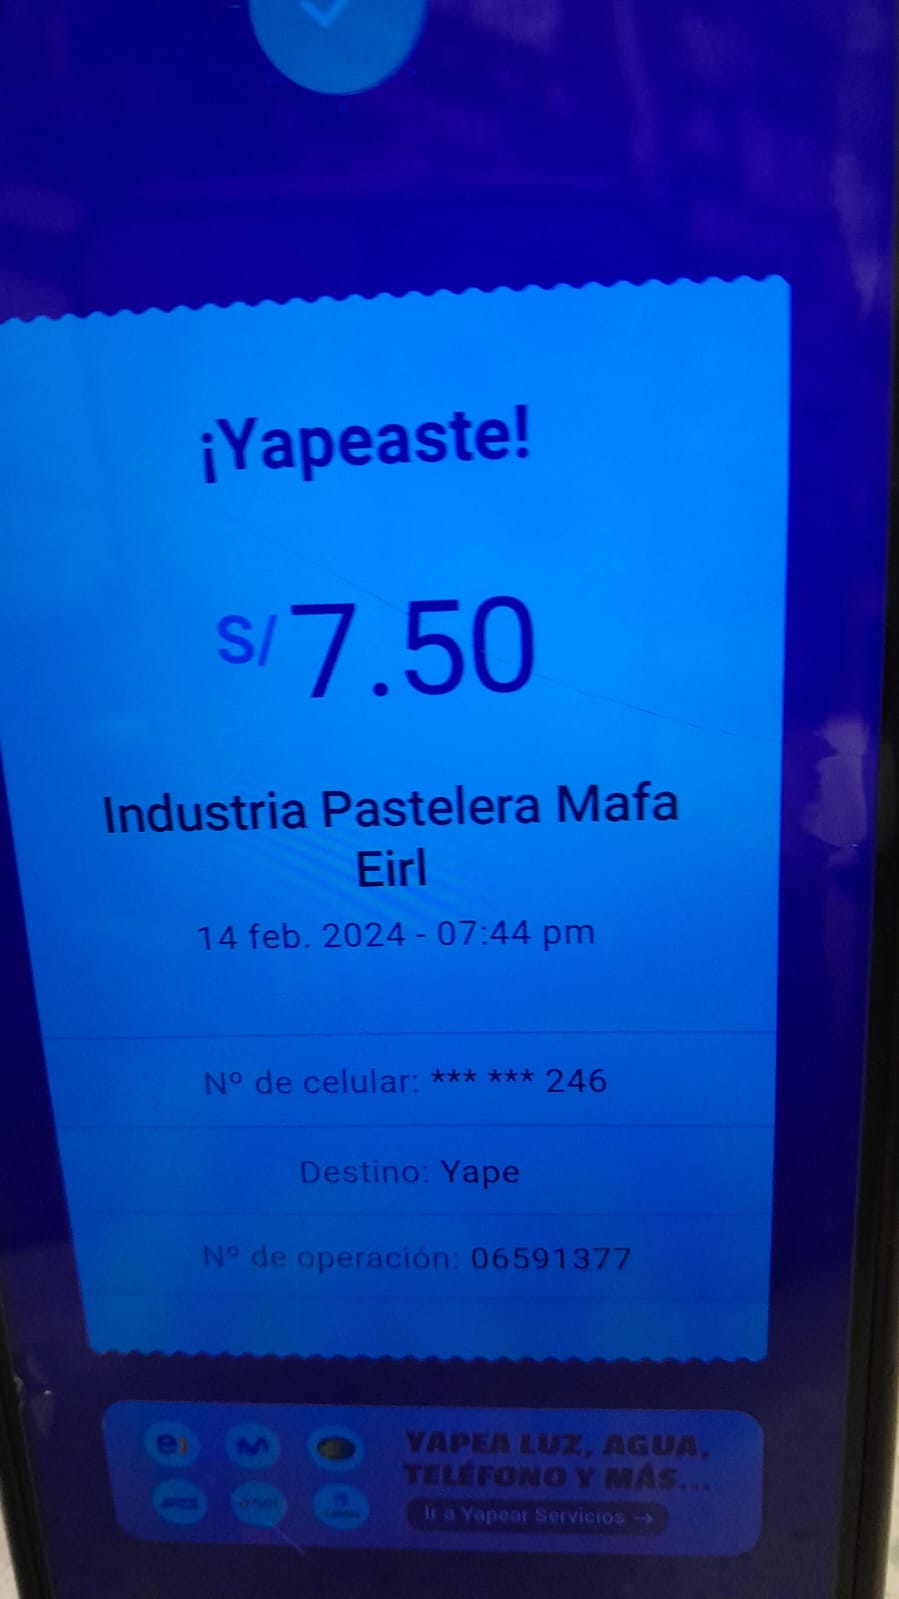 ¡Yapeaste!
S/ 7.50
Industria Pastelera Mafa
Eirl
14 feb. 2024 - 07:44 pm
Nº de celular: *** *** 246
Destino: Yape
Nº de operación: 06591377
YAPEA LUZ, AGUA,
TELÉFONO Y MÁS...
Ir a Yapear Servicios →